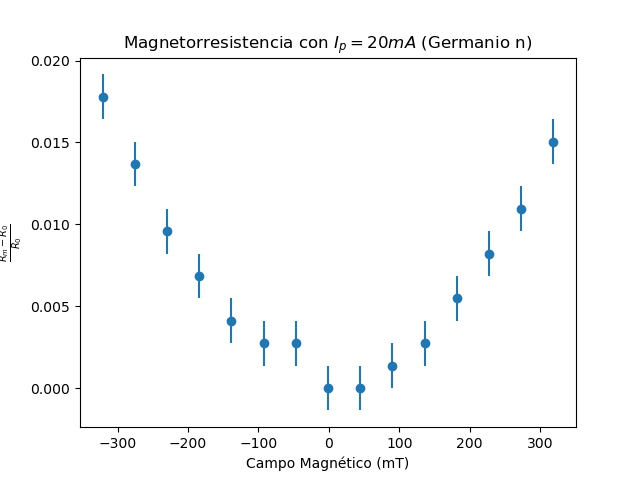 Magnetorresistencia con I_p = 20mA (Germanio n)
0.020
0.015
0.010
0.005
0.000
R_m − R_0
R_0
−300 −200 −100 0 100 200 300
Campo Magnético (mT)